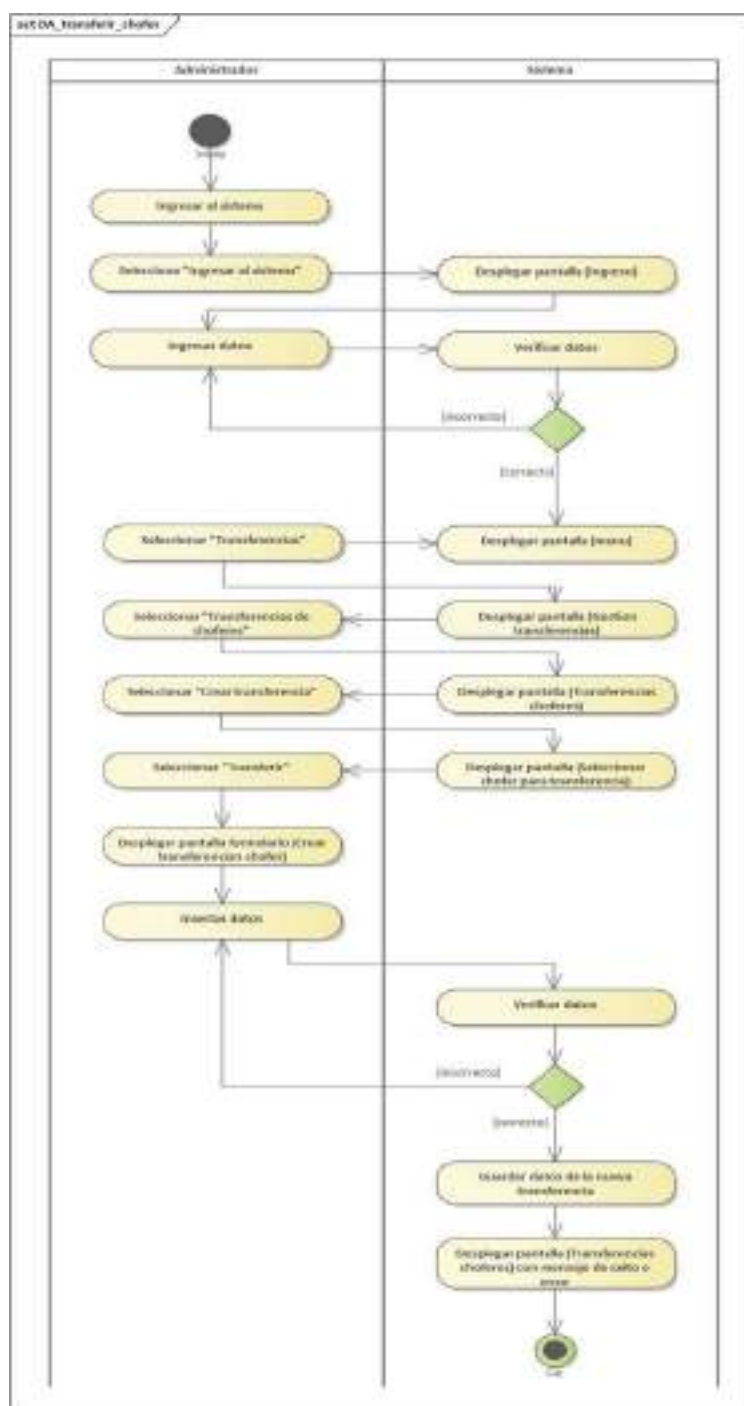 act DA_transferir_chofer
Administrador
Sistema
Inicio
Ingresar al sistema
Selecciona "Ingresar al sistema"
Desplegar pantalla (Ingreso)
Ingresar datos
Verificar datos
(incorrecto)
(correcto)
Seleccionar "Transferencias"
Desplegar pantalla (menu)
Seleccionar "Transferencias de
choferes"
Desplegar pantalla (Gestion
transferencias)
Seleccionar "Crear transferencia"
Desplegar pantalla (Transferencias
choferes)
Seleccionar "Transferir"
Desplegar pantalla (Seleccionar
chofer para transferencia)
Desplegar pantalla formulario (Crear
transferencias chofer)
Insertar datos
Verificar datos
(incorrecto)
(correcto)
Guardar datos de la nueva
transferencia
Desplegar pantalla (Transferencias
choferes) con mensaje de exito o
error